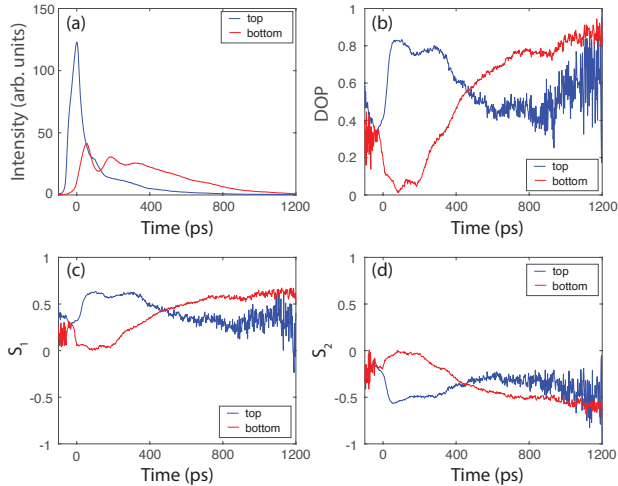 (a)
Intensity (arb. units)
150
100
50
0
0 400 800 1200
Time (ps)
top
bottom
(b)
DOP
1
0.8
0.6
0.4
0.2
0
0 400 800 1200
Time (ps)
top
bottom
(c)
S1
1
0.5
0
-0.5
-1
0 400 800 1200
Time (ps)
top
bottom
(d)
S2
1
0.5
0
-0.5
-1
0 400 800 1200
Time (ps)
top
bottom